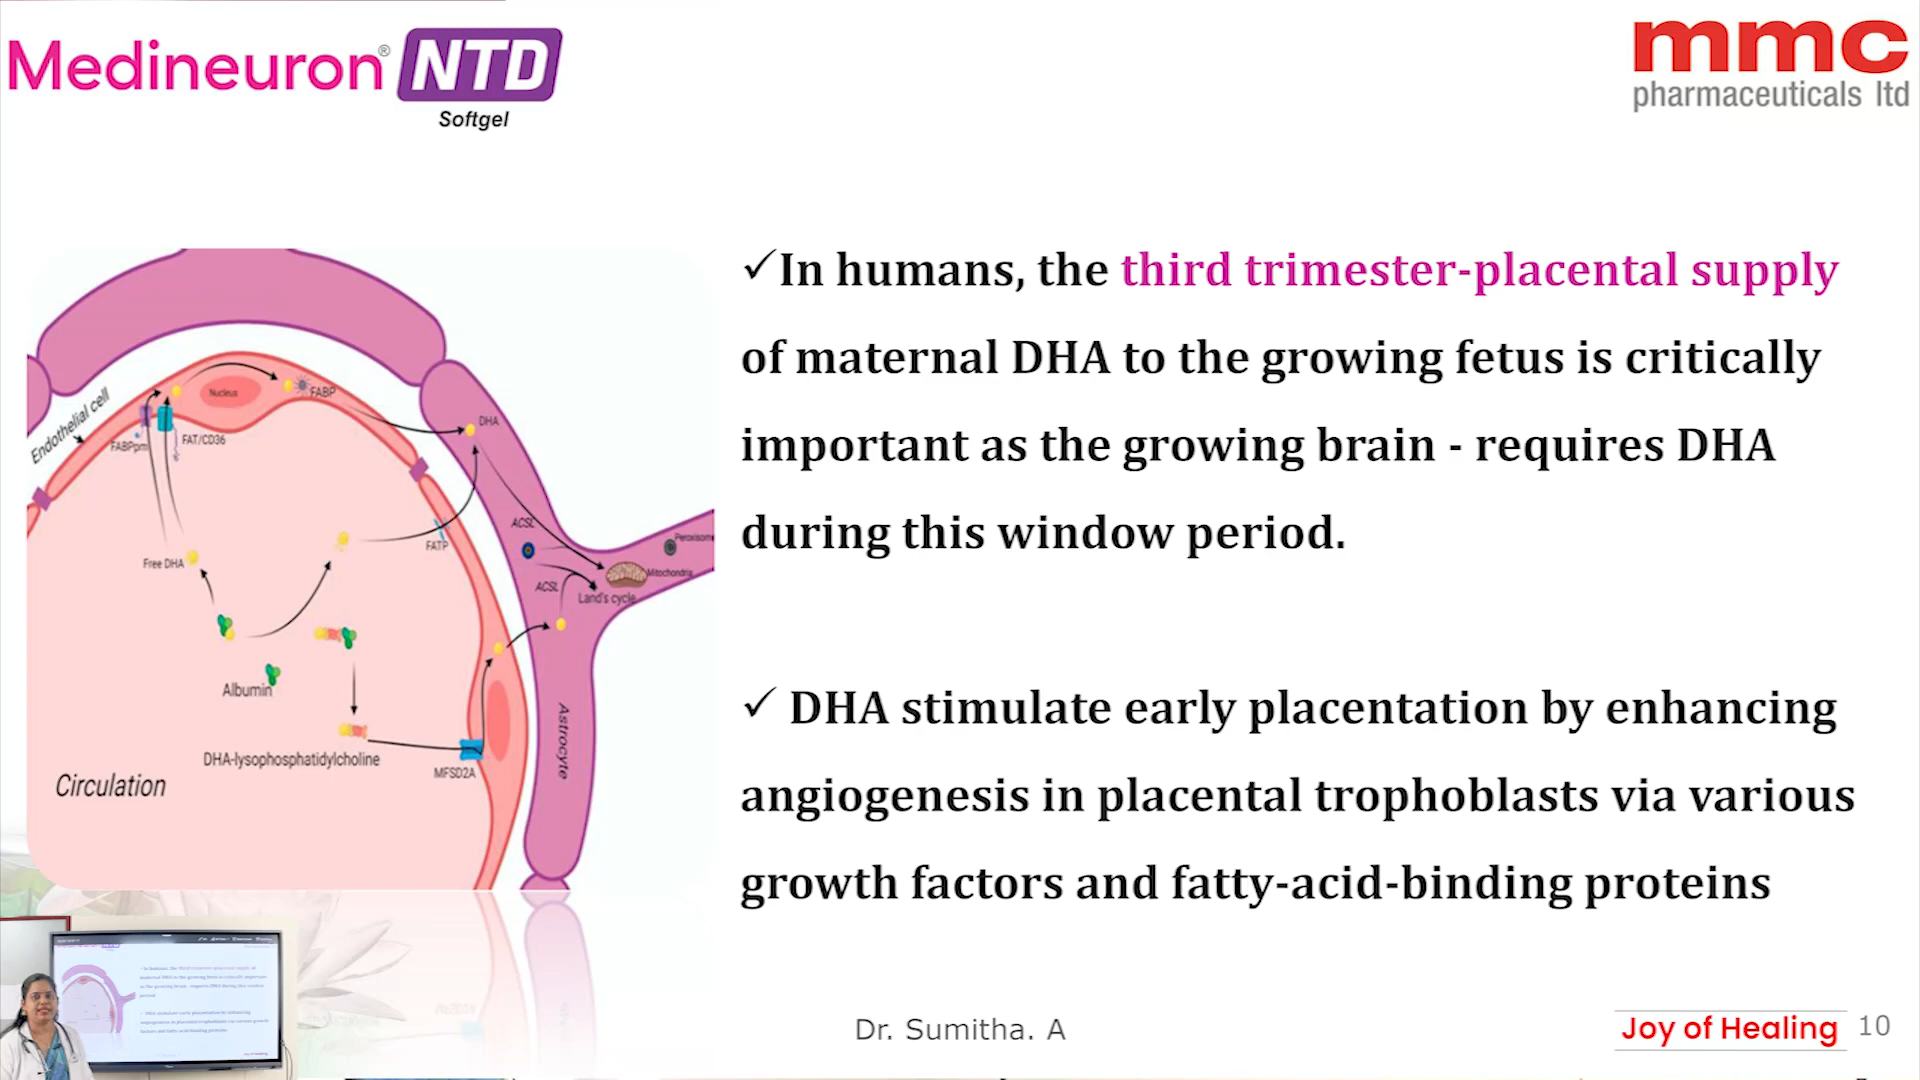 Medineuron® NTD
Softgel
mmc
pharmaceuticals ltd
✓In humans, the third trimester-placental supply
of maternal DHA to the growing fetus is critically
important as the growing brain - requires DHA
during this window period.
✓ DHA stimulate early placentation by enhancing
angiogenesis in placental trophoblasts via various
growth factors and fatty-acid-binding proteins
Endothelial cell
Nucleus
FABP
FABPpm
FAT/CD36
DHA
ACSL
FATP
Peroxisome
Mitochondria
Free DHA
ACSL
Land's cycle
Albumin
DHA-lysophosphatidylcholine
MFSD2A
Astrocyte
Circulation
Dr. Sumitha. A
Joy of Healing
10